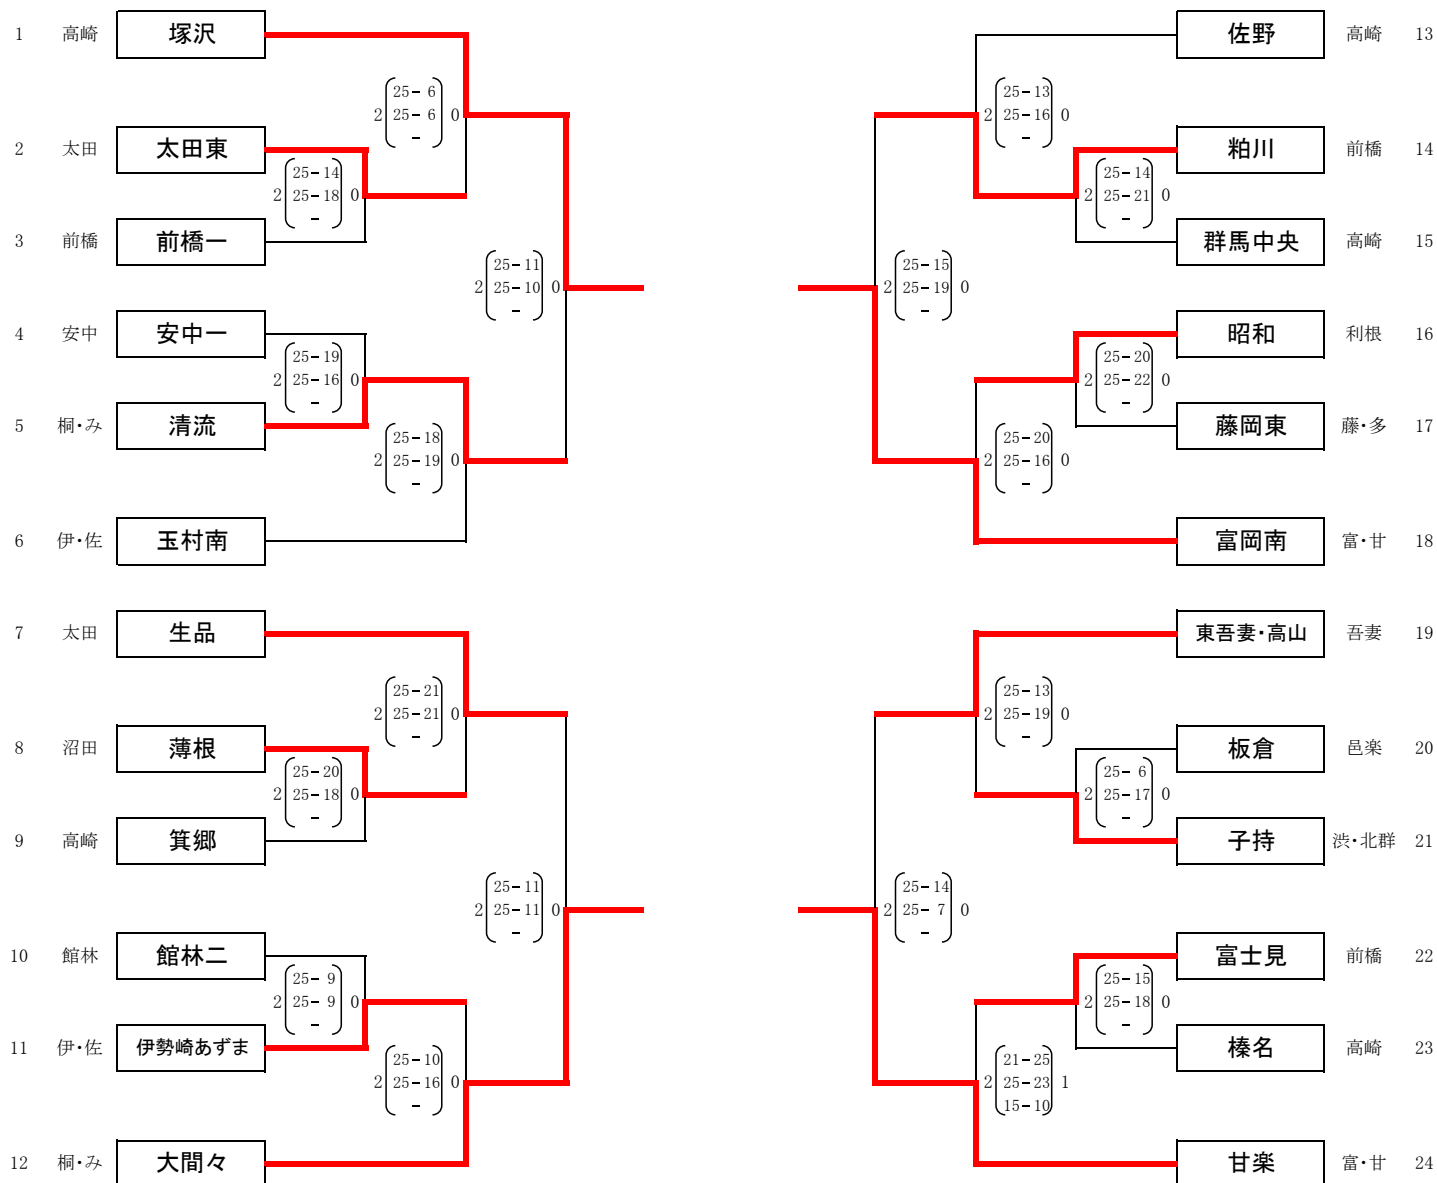 1 高崎 塚沢
25-6
2 25-6 0
-
2 太田 太田東
25-14
2 25-18 0
-
3 前橋 前橋一
25-11
2 25-10 0
-
4 安中 安中一
25-19
2 25-16 0
-
5 桐・み 清流
25-18
2 25-19 0
-
6 伊・佐 玉村南
7 太田 生品
25-21
2 25-21 0
-
8 沼田 薄根
25-20
2 25-18 0
-
9 高崎 箕郷
25-11
2 25-11 0
-
10 館林 館林二
25-9
2 25-9 0
-
11 伊・佐 伊勢崎あずま
25-10
2 25-16 0
-
12 桐・み 大間々
佐野 高崎 13
25-13
2 25-16 0
-
粕川 前橋 14
25-14
2 25-21 0
-
群馬中央 高崎 15
25-15
2 25-19 0
-
昭和 利根 16
25-20
2 25-22 0
-
藤岡東 藤・多 17
25-20
2 25-16 0
-
富岡南 富・甘 18
東吾妻・高山 吾妻 19
25-13
2 25-19 0
-
板倉 邑楽 20
25-6
2 25-17 0
-
子持 渋・北群 21
25-14
2 25-7 0
-
富士見 前橋 22
25-15
2 25-18 0
-
榛名 高崎 23
21-25
2 25-23 1
15-10
甘楽 富・甘 24